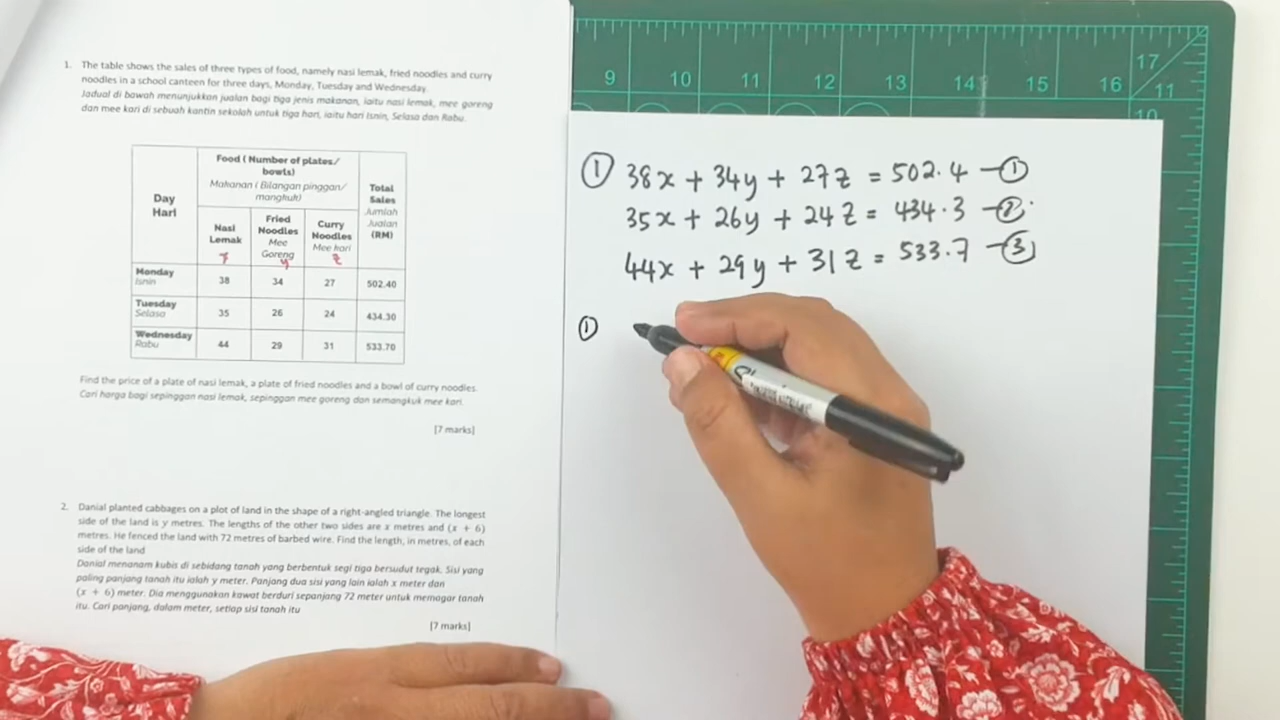 1. The table shows the sales of three types of food, namely nasi lemak, fried noodles and curry
noodles in a school canteen for three days, Monday, Tuesday and Wednesday.
Jadual di bawah menunjukkan jualan bagi tiga jenis makanan, iaitu nasi lemak, mee goreng
dan mee kari di sebuah kantin sekolah untuk tiga hari, iaitu hari Isnin, Selasa dan Rabu.
Day
Hari
Food ( Number of plates/
bowls)
Makanan ( Bilangan pinggan/
mangkuk)
Total
Sales
Jumlah
Jualan
(RM)
Nasi
Lemak
Fried
Noodles
Mee
Goreng
y
Curry
Noodles
Mee kari
z
Monday
Isnin
38
34
27
502.40
Tuesday
Selasa
35
26
24
434.30
Wednesday
Rabu
44
29
31
533.70
Find the price of a plate of nasi lemak, a plate of fried noodles and a bowl of curry noodles.
Cari harga bagi sepinggan nasi lemak, sepinggan mee goreng dan semangkuk mee kari.
[7 marks]
2. Danial planted cabbages on a plot of land in the shape of a right-angled triangle. The longest
side of the land is y metres. The lengths of the other two sides are x metres and (x + 6)
metres. He fenced the land with 72 metres of barbed wire. Find the length, in metres, of each
side of the land
Danial menanam kubis di sebidang tanah yang berbentuk segi tiga bersudut tegak. Sisi yang
paling panjang tanah itu ialah y meter. Panjang dua sisi yang lain ialah x meter dan
(x + 6) meter. Dia menggunakan kawat berduri sepanjang 72 meter untuk memagar tanah
itu. Cari panjang, dalam meter, setiap sisi tanah itu
[7 marks]
9 10 11 12 13 14 15 16 17
11
10
① 38x + 34y + 27z = 502.4 — ①
35x + 26y + 24z = 434.3 — ②
44x + 29y + 31z = 533.7 — ③
①